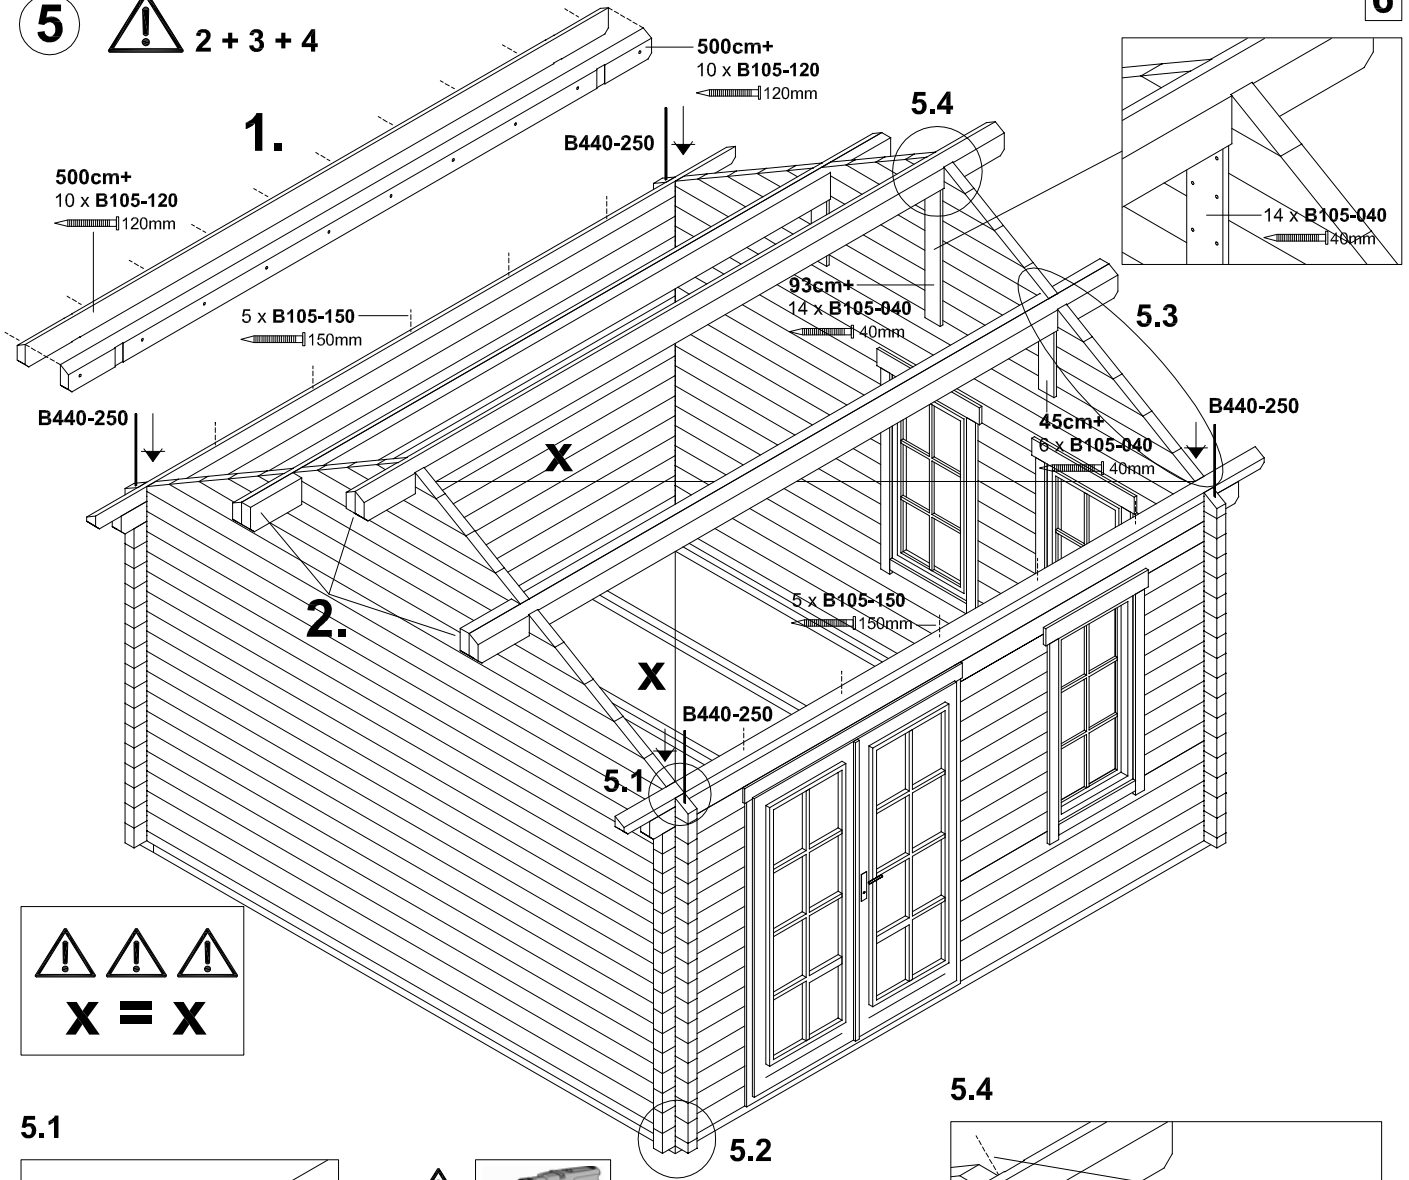 5
2 + 3 + 4
6
1.
500cm+
10 x B105-120
120mm
500cm+
10 x B105-120
120mm
B440-250
5.4
14 x B105-040
40mm
93cm+
14 x B105-040
40mm
5.3
5 x B105-150
150mm
B440-250
B440-250
45cm+
6 x B105-040
40mm
x
2.
5 x B105-150
150mm
x
B440-250
5.1
x = x
5.4
5.1
5.2